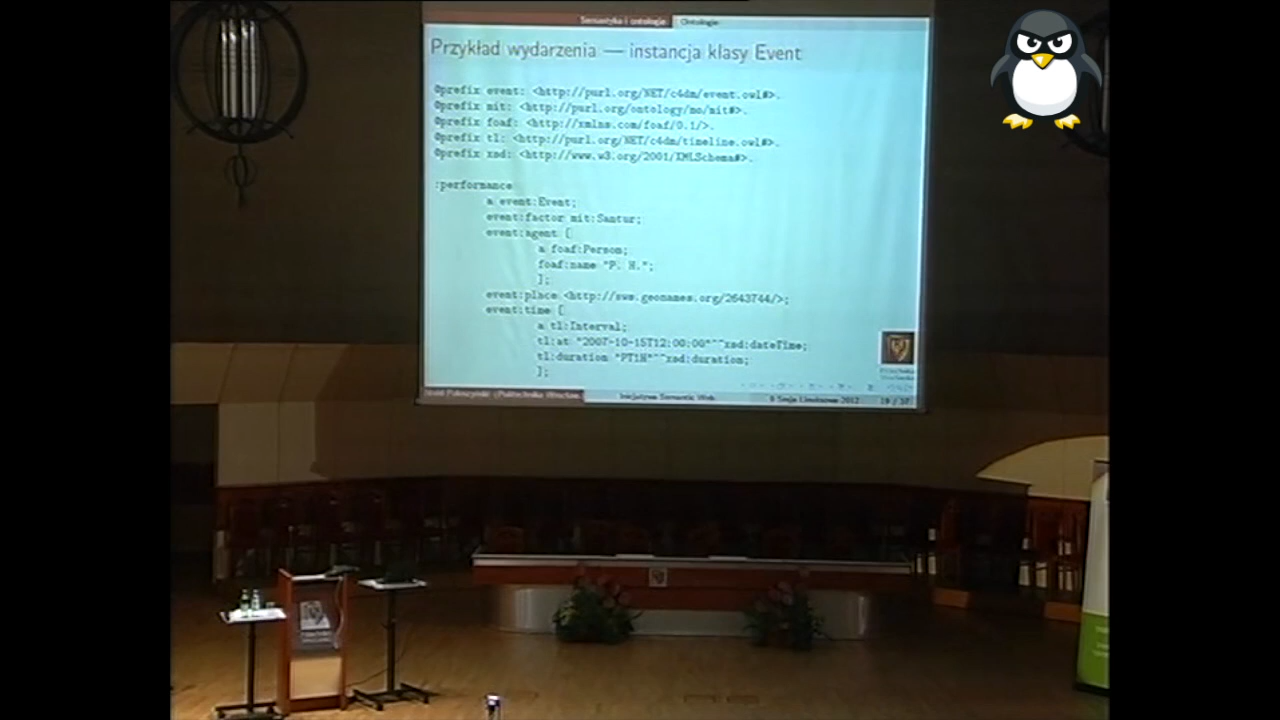 Semantyka i ontologie Ontologie
Przykład wydarzenia — instancja klasy Event
@prefix event: <http://purl.org/NET/c4dm/event.owl#>.
@prefix mit: <http://purl.org/ontology/mo/mit#>.
@prefix foaf: <http://xmlns.com/foaf/0.1/>.
@prefix tl: <http://purl.org/NET/c4dm/timeline.owl#>.
@prefix xsd: <http://www.w3.org/2001/XMLSchema#>.
:performance
a event:Event;
event:factor mit:Santur;
event:agent [
a foaf:Person;
foaf:name "P. H.";
];
event:place <http://sws.geonames.org/2643744/>;
event:time [
a tl:Interval;
tl:at "2007-10-15T12:00:00"^^xsd:dateTime;
tl:duration "PT1H"^^xsd:duration;
];
Inicjatywa Semantic Web 9 Sesja Linuksowa 2012 19 / 37